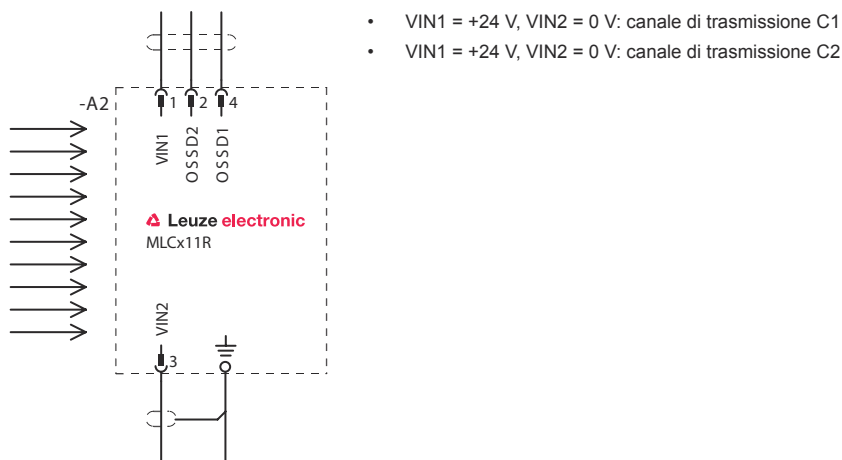 • VIN1 = +24 V, VIN2 = 0 V: canale di trasmissione C1
• VIN1 = +24 V, VIN2 = 0 V: canale di trasmissione C2
-A2
1 2 4
VIN1
OSSD2
OSSD1
Leuze electronic
MLCx11R
VIN2
3